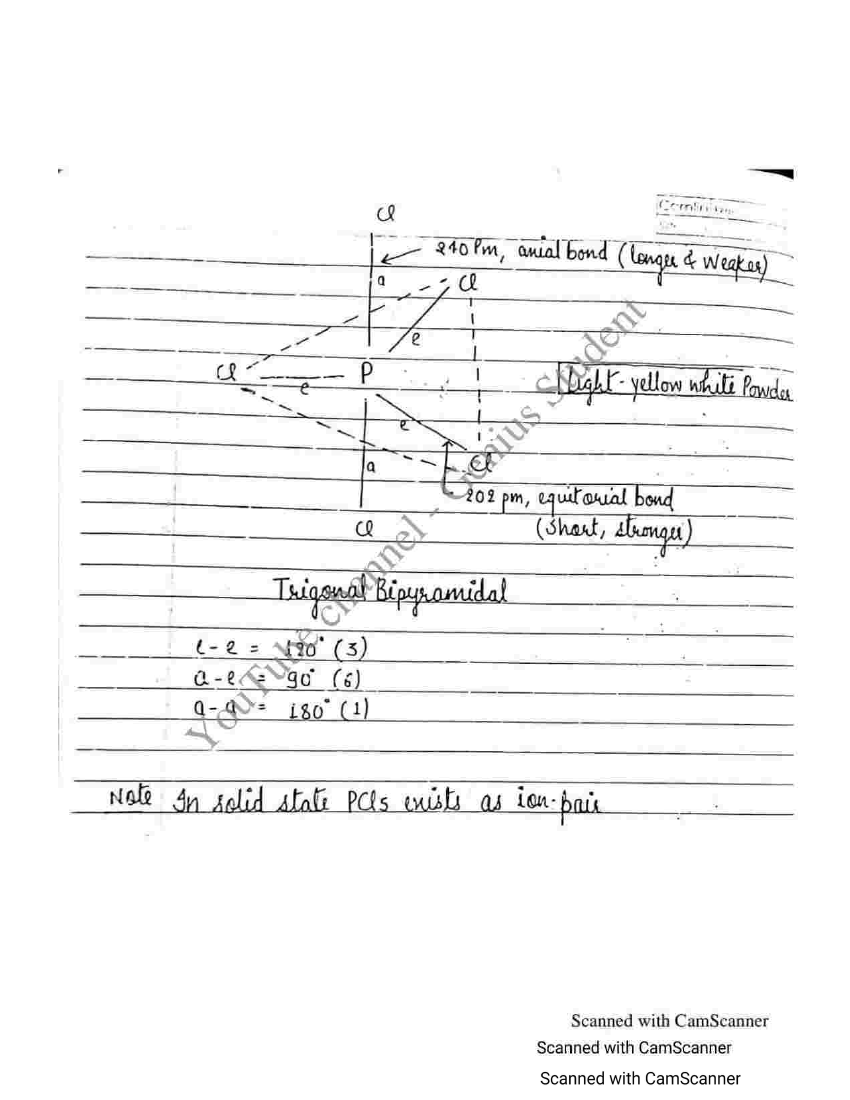 Cl
240 Pm, axial bond (longer & weaker)
a
Cl
e
Cl
P
e
Light-yellow white Powder
e
a
Cl
202 pm, equitorial bond
Cl
(Short, stronger)
Trigonal Bipyramidal
e-e = 120° (3)
a-e = 90° (6)
a-a = 180° (1)
Note In solid state PCl5 exists as ion-pair
YouTube channel - Genius Student
Scanned with CamScanner
Scanned with CamScanner
Scanned with CamScanner